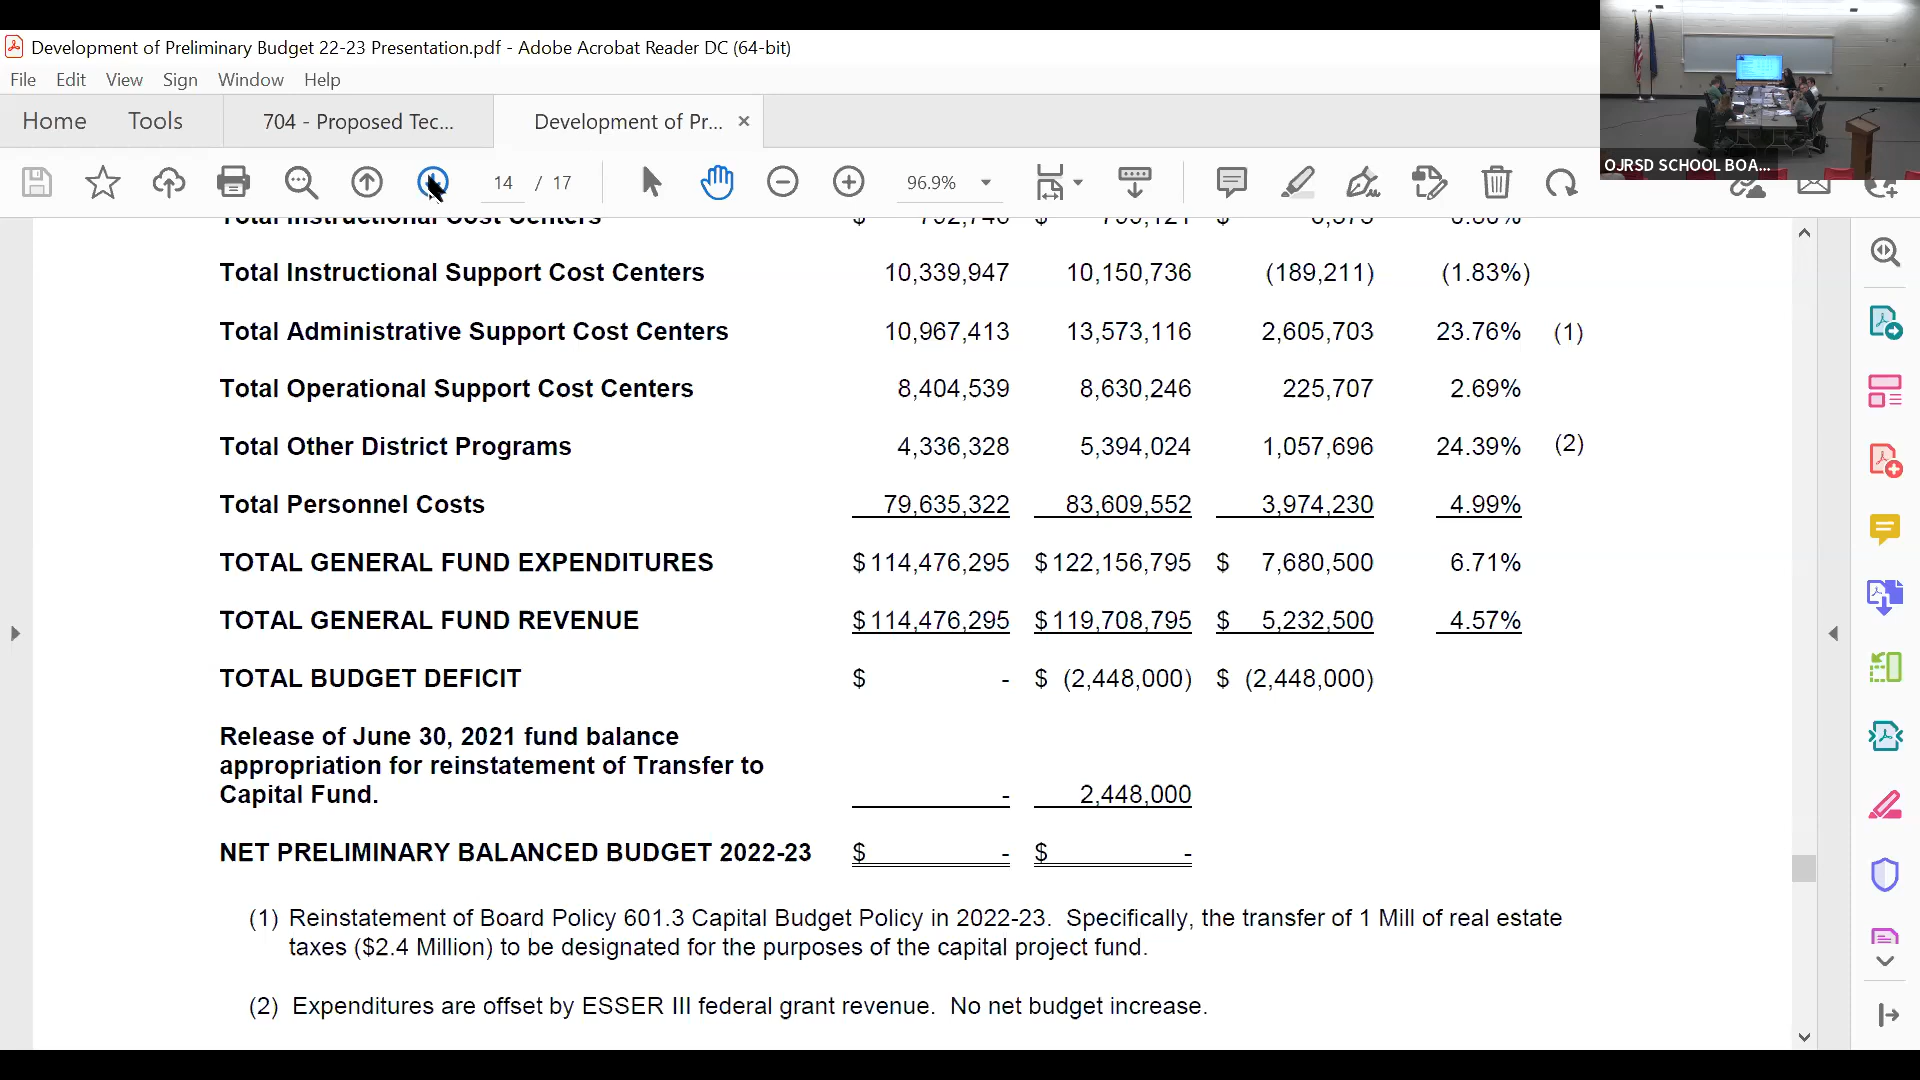 Development of Preliminary Budget 22-23 Presentation.pdf - Adobe Acrobat Reader DC (64-bit)
File Edit View Sign Window Help
Home Tools 704 - Proposed Tec... Development of Pr... ×
14 / 17 96.9%
OJRSD SCHOOL BOA...
Total Instructional Cost Centers $ $ $
Total Instructional Support Cost Centers 10,339,947 10,150,736 (189,211) (1.83%)
Total Administrative Support Cost Centers 10,967,413 13,573,116 2,605,703 23.76% (1)
Total Operational Support Cost Centers 8,404,539 8,630,246 225,707 2.69%
Total Other District Programs 4,336,328 5,394,024 1,057,696 24.39% (2)
Total Personnel Costs 79,635,322 83,609,552 3,974,230 4.99%
TOTAL GENERAL FUND EXPENDITURES $ 114,476,295 $ 122,156,795 $ 7,680,500 6.71%
TOTAL GENERAL FUND REVENUE $ 114,476,295 $ 119,708,795 $ 5,232,500 4.57%
TOTAL BUDGET DEFICIT $ - $ (2,448,000) $ (2,448,000)
Release of June 30, 2021 fund balance
appropriation for reinstatement of Transfer to
Capital Fund. - 2,448,000
NET PRELIMINARY BALANCED BUDGET 2022-23 $ - $ -
(1) Reinstatement of Board Policy 601.3 Capital Budget Policy in 2022-23. Specifically, the transfer of 1 Mill of real estate
taxes ($2.4 Million) to be designated for the purposes of the capital project fund.
(2) Expenditures are offset by ESSER III federal grant revenue. No net budget increase.